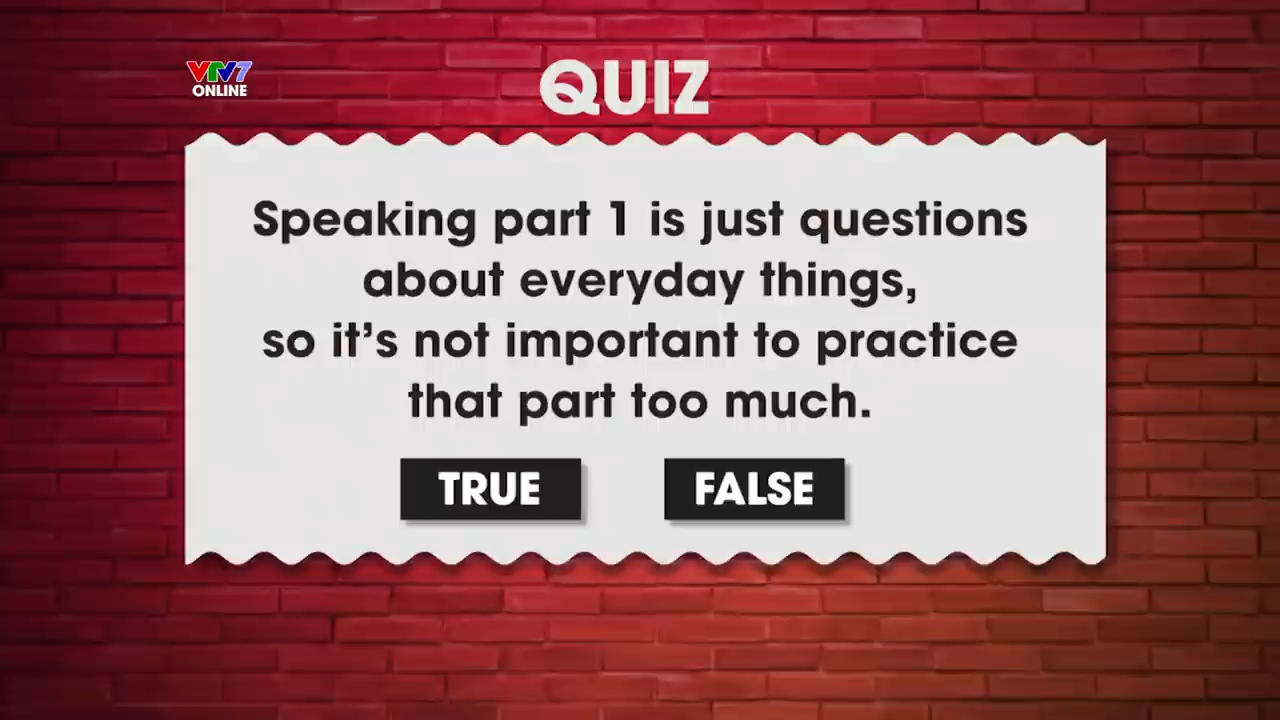 VTV7
ONLINE
QUIZ
Speaking part 1 is just questions
about everyday things,
so it's not important to practice
that part too much.
TRUE
FALSE